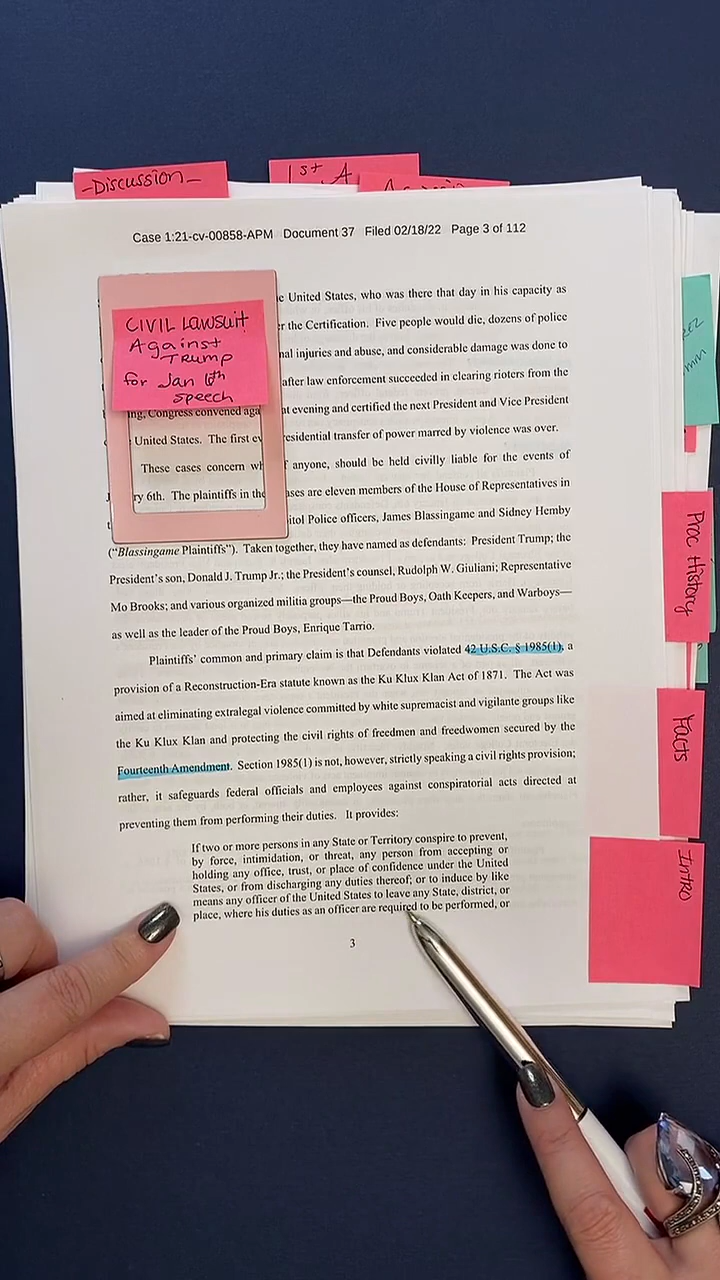 -Discussion-
1st A
Case 1:21-cv-00858-APM Document 37 Filed 02/18/22 Page 3 of 112
CIVIL LAWSUIT
Against
TRUMP
for Jan 6th
speech
United States, who was there that day in his capacity as
the Certification. Five people would die, dozens of police
injuries and abuse, and considerable damage was done to
after law enforcement succeeded in clearing rioters from the
Congress convened that evening and certified the next President and Vice President
United States. The first residential transfer of power marred by violence was over.
These cases concern if anyone, should be held civilly liable for the events of
6th. The plaintiffs in the are eleven members of the House of Representatives in
Police officers, James Blassingame and Sidney Hemby
("Blassingame Plaintiffs"). Taken together, they have named as defendants: President Trump; the
President's son, Donald J. Trump Jr.; the President's counsel, Rudolph W. Giuliani; Representative
Mo Brooks; and various organized militia groups—the Proud Boys, Oath Keepers, and Warboys—
as well as the leader of the Proud Boys, Enrique Tarrio.
Plaintiffs' common and primary claim is that Defendants violated 42 U.S.C. § 1985(1), a
provision of a Reconstruction-Era statute known as the Ku Klux Klan Act of 1871. The Act was
aimed at eliminating extralegal violence committed by white supremacist and vigilante groups like
the Ku Klux Klan and protecting the civil rights of freedmen and freedwomen secured by the
Fourteenth Amendment. Section 1985(1) is not, however, strictly speaking a civil rights provision;
rather, it safeguards federal officials and employees against conspiratorial acts directed at
preventing them from performing their duties. It provides:
If two or more persons in any State or Territory conspire to prevent,
by force, intimidation, or threat, any person from accepting or
holding any office, trust, or place of confidence under the United
States, or from discharging any duties thereof; or to induce by like
means any officer of the United States to leave any State, district, or
place, where his duties as an officer are required to be performed, or
3
Proc History
Facts
Intro